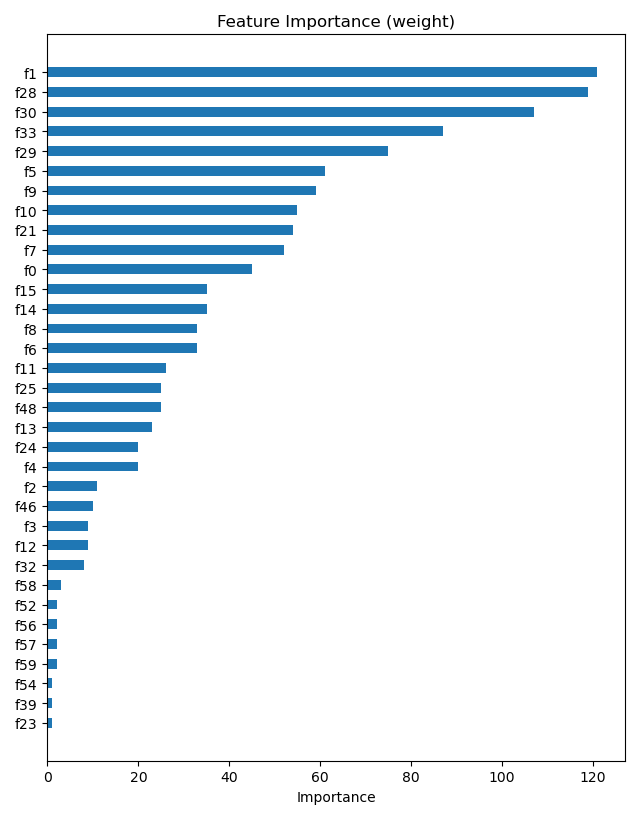 Feature Importance (weight)
f1
f28
f30
f33
f29
f5
f9
f10
f21
f7
f0
f15
f14
f8
f6
f11
f25
f48
f13
f24
f4
f2
f46
f3
f12
f32
f58
f52
f56
f57
f59
f54
f39
f23
0 20 40 60 80 100 120
Importance